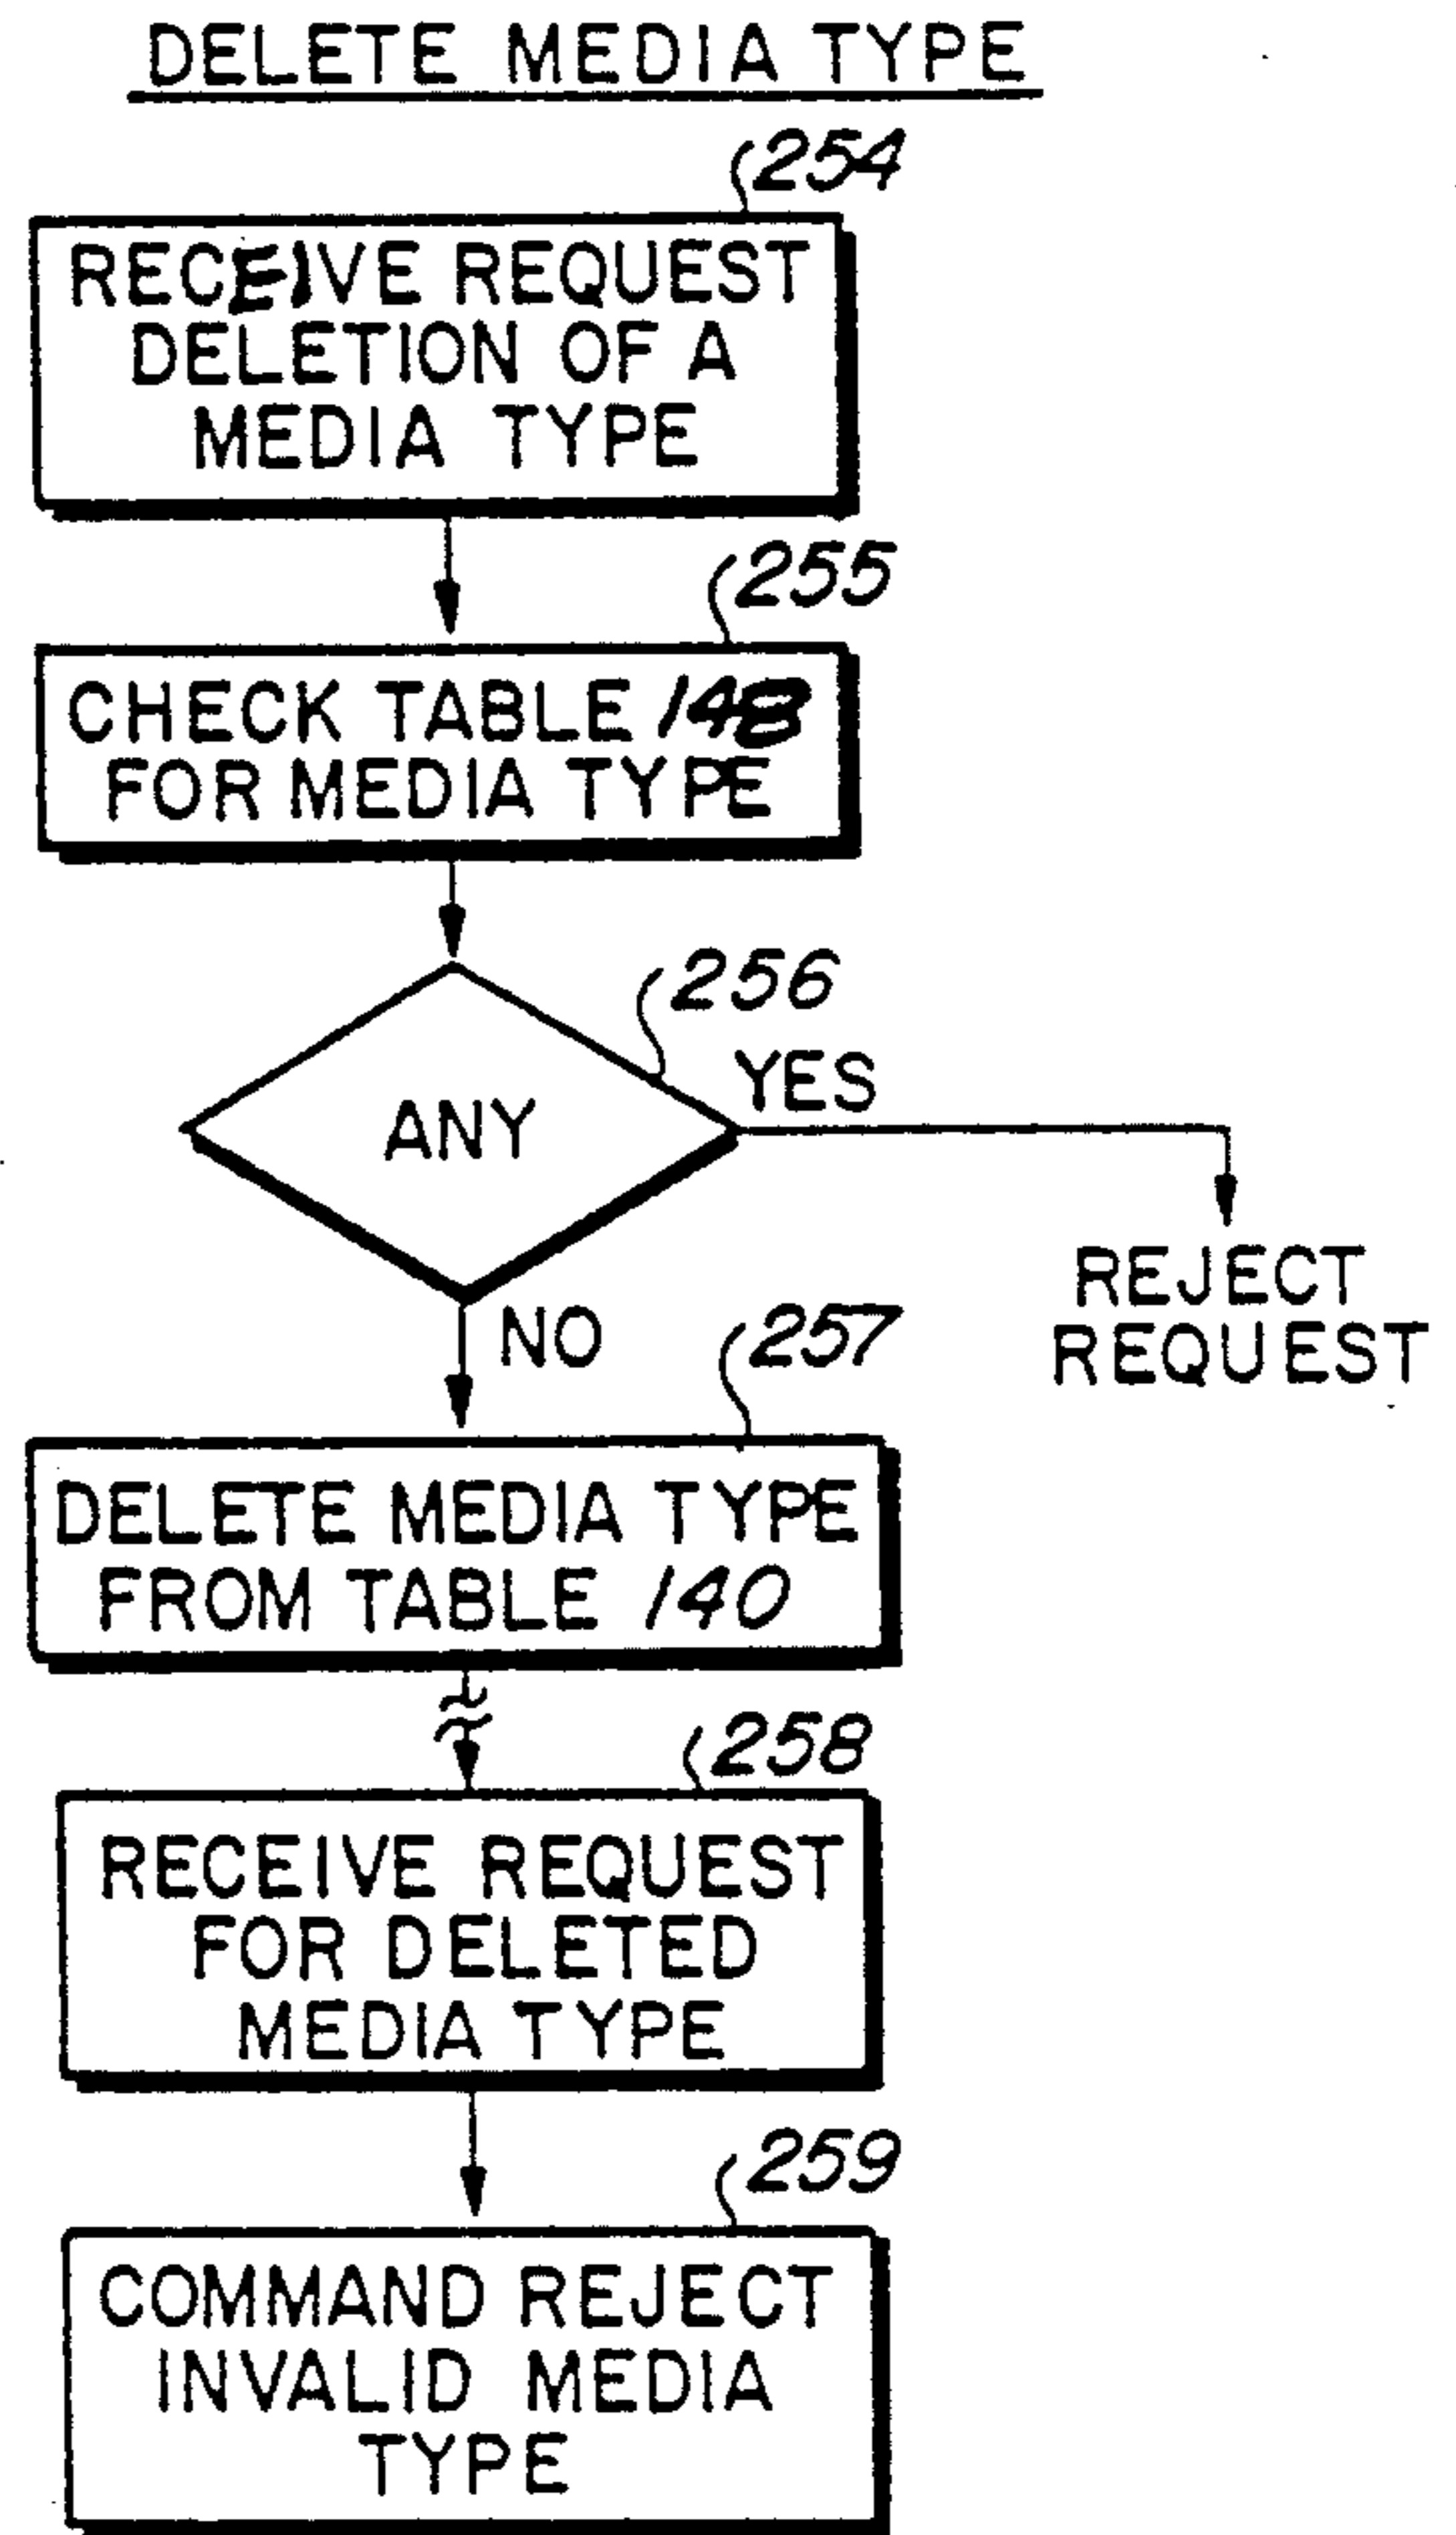 DELETE MEDIA TYPE
254
RECEIVE REQUEST
DELETION OF A
MEDIA TYPE
255
CHECK TABLE 148
FOR MEDIA TYPE
256
ANY
YES
REJECT
REQUEST
NO
257
DELETE MEDIA TYPE
FROM TABLE 140
258
RECEIVE REQUEST
FOR DELETED
MEDIA TYPE
259
COMMAND REJECT
INVALID MEDIA
TYPE